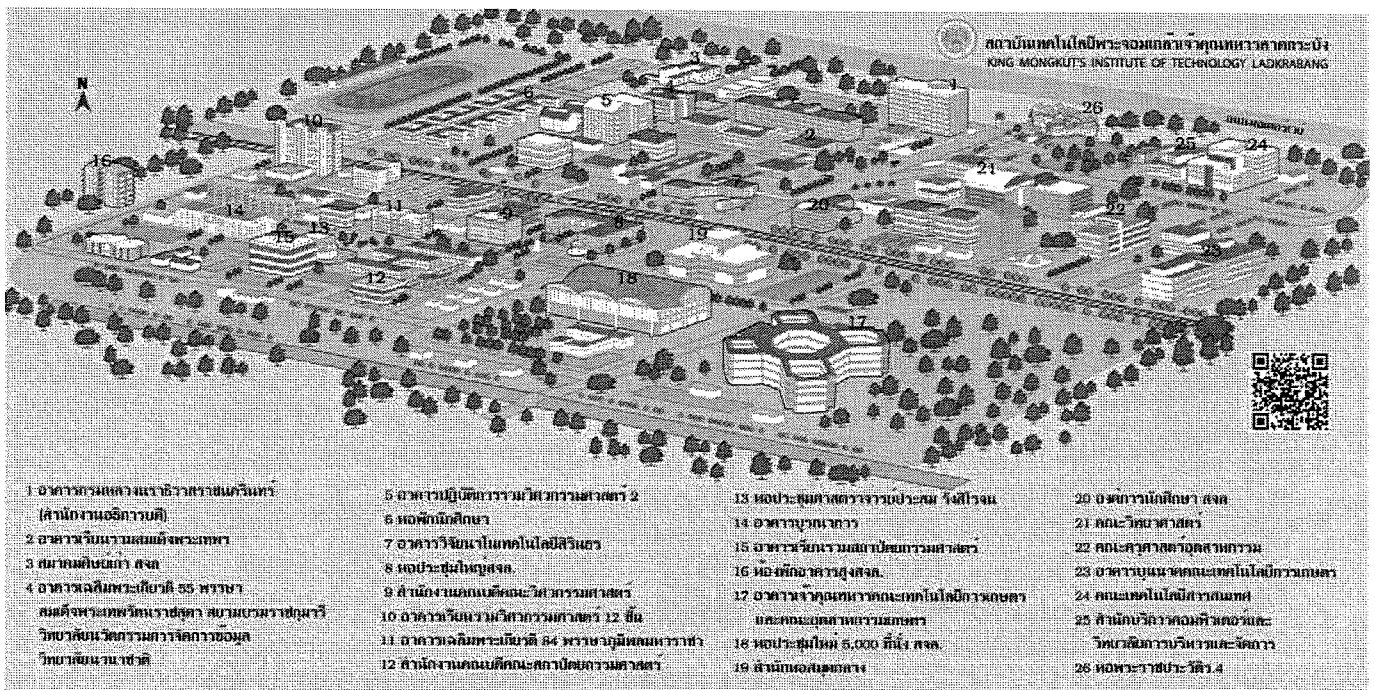 สถาบันเทคโนโลยีพระจอมเกล้าเจ้าคุณทหารลาดกระบัง
KING MONGKUT'S INSTITUTE OF TECHNOLOGY LADKRABANG
N
3
1
4
6
5
26
10
2
2
25
24
16
21
7
14
11
9
8
20
22
13
19
15
23
12
18
17
1 อาคารกรมหลวงนราธิวาสราชนครินทร์
(สำนักงานอธิการบดี)
2 อาคารเรียนรวมสมเด็จพระเทพฯ
3 สมาคมศิษย์เก่า สจล
4 อาคารเฉลิมพระเกียรติ 55 พรรษา
สมเด็จพระเทพรัตนราชสุดาฯ สยามบรมราชกุมารี
วิทยาลัยนวัตกรรมการจัดการข้อมูล
วิทยาลัยนานาชาติ
5 อาคารปฏิบัติการรวมวิศวกรรมศาสตร์ 2
6 หอพักนักศึกษา
7 อาคารวิจัยนาโนเทคโนโลยีสิรินธร
8 หอประชุมใหญ่สจล.
9 สำนักงานคณบดีคณะวิศวกรรมศาสตร์
10 อาคารเรียนรวมวิศวกรรมศาสตร์ 12 ชั้น
11 อาคารเฉลิมพระเกียรติ 84 พรรษาภูมิพลมหาราชา
12 สำนักงานคณบดีคณะสถาปัตยกรรมศาสตร์
13 หอประชุมศาสตราจารย์ประสม รังสิโรจน์
14 อาคารบูรณาการ
15 อาคารเรียนรวมสถาปัตยกรรมศาสตร์
16 ห้องพักอาคารสูงสจล.
17 อาคารเจ้าคุณทหารคณะเทคโนโลยีการเกษตร
และคณะอุตสาหกรรมเกษตร
18 หอประชุมใหม่ 5,000 ที่นั่ง สจล.
19 สำนักหอสมุดกลาง
20 องค์การนักศึกษา สจล
21 คณะวิทยาศาสตร์
22 คณะครุศาสตร์อุตสาหกรรม
23 อาคารบุนนาคคณะเทคโนโลยีการเกษตร
24 คณะเทคโนโลยีสารสนเทศ
25 สำนักบริการคอมพิวเตอร์และ
วิทยาลัยการบริหารและจัดการ
26 หอพระราชประวัติร.4